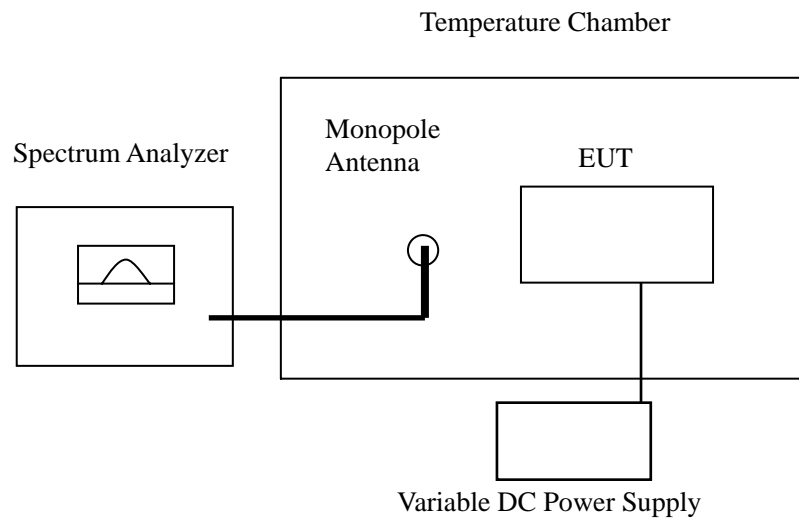 Temperature Chamber
Monopole
Antenna
Spectrum Analyzer
EUT
Variable DC Power Supply